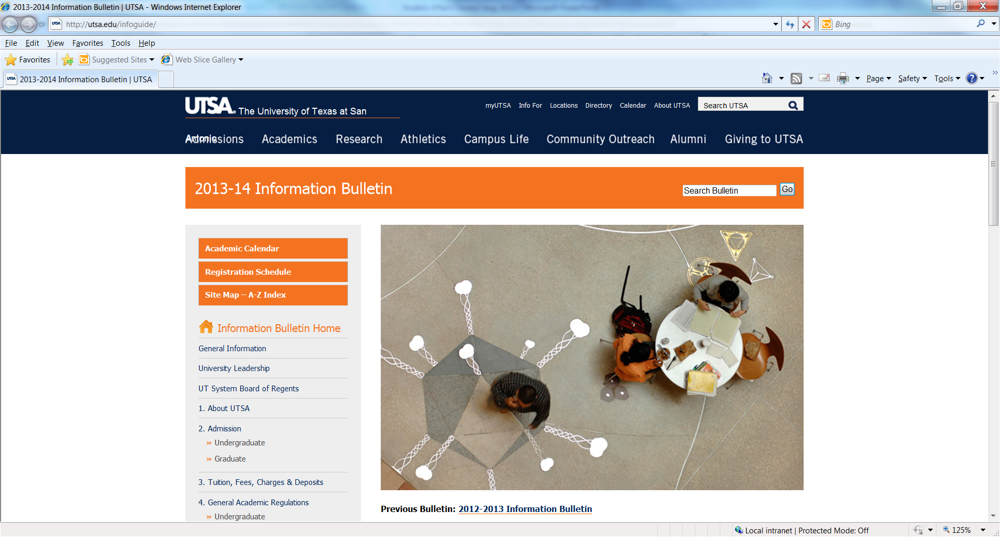 2013-2014 Information Bulletin | UTSA - Windows Internet Explorer
UTSA http://utsa.edu/infoguide/
Bing
File Edit View Favorites Tools Help
Favorites Suggested Sites Web Slice Gallery
UTSA 2013-2014 Information Bulletin | UTSA
Page Safety Tools
UTSA. The University of Texas at San
Antonio
myUTSA Info For Locations Directory Calendar About UTSA Search UTSA
Admissions Academics Research Athletics Campus Life Community Outreach Alumni Giving to UTSA
2013-14 Information Bulletin
Search Bulletin Go
Academic Calendar
Registration Schedule
Site Map – A-Z Index
Information Bulletin Home
General Information
University Leadership
UT System Board of Regents
1. About UTSA
2. Admission
» Undergraduate
» Graduate
3. Tuition, Fees, Charges & Deposits
4. General Academic Regulations
» Undergraduate
Previous Bulletin: 2012-2013 Information Bulletin
Local intranet | Protected Mode: Off
125%